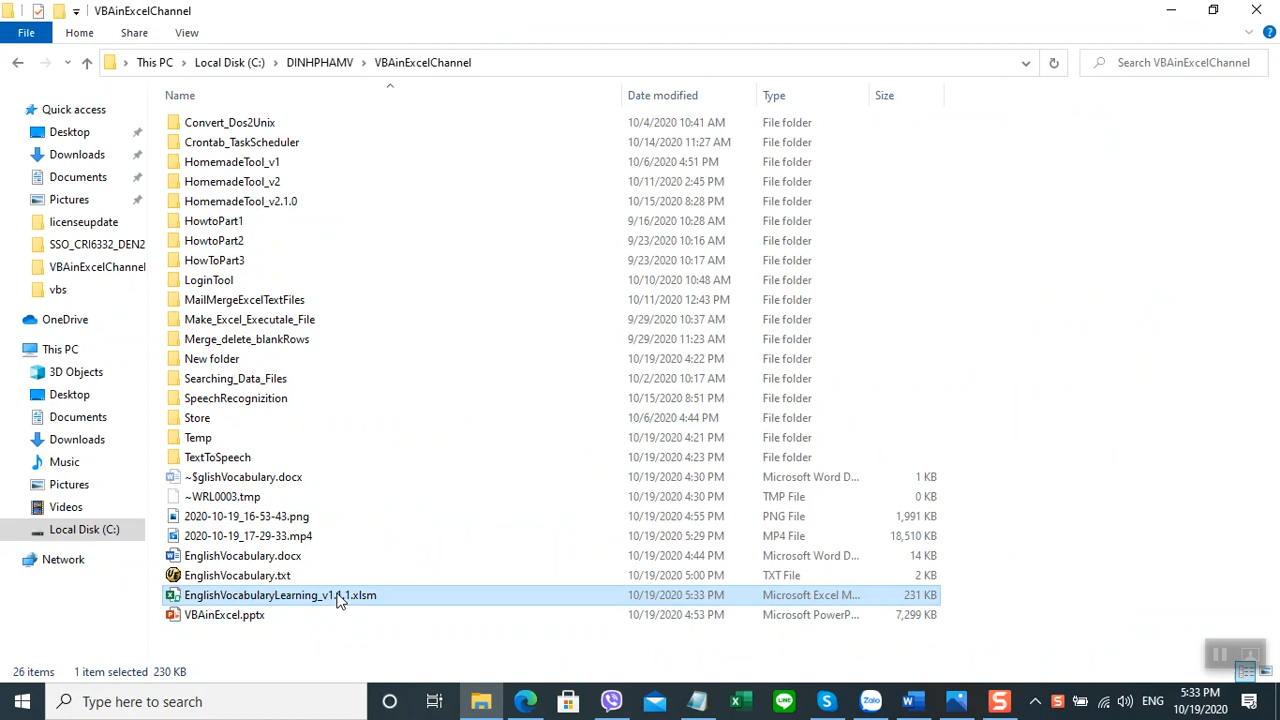 VBAinExcelChannel
File Home Share View
This PC Local Disk (C:) DINHPHAMV VBAinExcelChannel Search VBAinExcelChannel
Name Date modified Type Size
Quick access
Desktop
Downloads
Documents
Pictures
licenseupdate
SSO_CRI6332_DEN2
VBAinExcelChannel
vbs
OneDrive
This PC
3D Objects
Desktop
Documents
Downloads
Music
Pictures
Videos
Local Disk (C:)
Network
Convert_Dos2Unix 10/4/2020 10:41 AM File folder
Crontab_TaskScheduler 10/14/2020 11:27 AM File folder
HomemadeTool_v1 10/6/2020 4:51 PM File folder
HomemadeTool_v2 10/11/2020 2:45 PM File folder
HomemadeTool_v2.1.0 10/15/2020 8:28 PM File folder
HowtoPart1 9/16/2020 10:28 AM File folder
HowtoPart2 9/23/2020 10:16 AM File folder
HowToPart3 9/23/2020 10:17 AM File folder
LoginTool 10/10/2020 10:48 AM File folder
MailMergeExcelTextFiles 10/11/2020 12:43 PM File folder
Make_Excel_Executale_File 9/29/2020 10:37 AM File folder
Merge_delete_blankRows 9/29/2020 11:23 AM File folder
New folder 10/19/2020 4:22 PM File folder
Searching_Data_Files 10/2/2020 10:17 AM File folder
SpeechRecognizition 10/15/2020 8:51 PM File folder
Store 10/6/2020 4:44 PM File folder
Temp 10/19/2020 4:21 PM File folder
TextToSpeech 10/19/2020 4:23 PM File folder
~$glishVocabulary.docx 10/19/2020 4:30 PM Microsoft Word D... 1 KB
~WRL0003.tmp 10/19/2020 4:30 PM TMP File 0 KB
2020-10-19_16-53-43.png 10/19/2020 4:55 PM PNG File 1,991 KB
2020-10-19_17-29-33.mp4 10/19/2020 5:29 PM MP4 File 18,510 KB
EnglishVocabulary.docx 10/19/2020 4:44 PM Microsoft Word D... 14 KB
EnglishVocabulary.txt 10/19/2020 5:00 PM TXT File 2 KB
EnglishVocabularyLearning_v1.1.1.xlsm 10/19/2020 5:33 PM Microsoft Excel M... 231 KB
VBAinExcel.pptx 10/19/2020 4:53 PM Microsoft PowerP... 7,299 KB
26 items 1 item selected 230 KB
Type here to search ENG 5:33 PM
10/19/2020